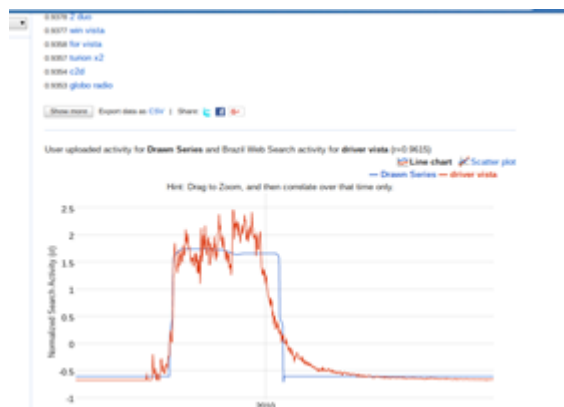 0.9378 2 duo
0.9377 win vista
0.9358 for vista
0.9357 turion x2
0.9354 c2d
0.9353 globo radio
Show more Export data as CSV | Share:
User uploaded activity for Drawn Series and Brazil Web Search activity for driver vista (r=0.9615)
Line chart Scatter plot
Drawn Series driver vista
Hint: Drag to Zoom, and then correlate over that time only.
Normalized Search Activity (σ)
2.5
2
1.5
1
0.5
0
-0.5
-1
2010